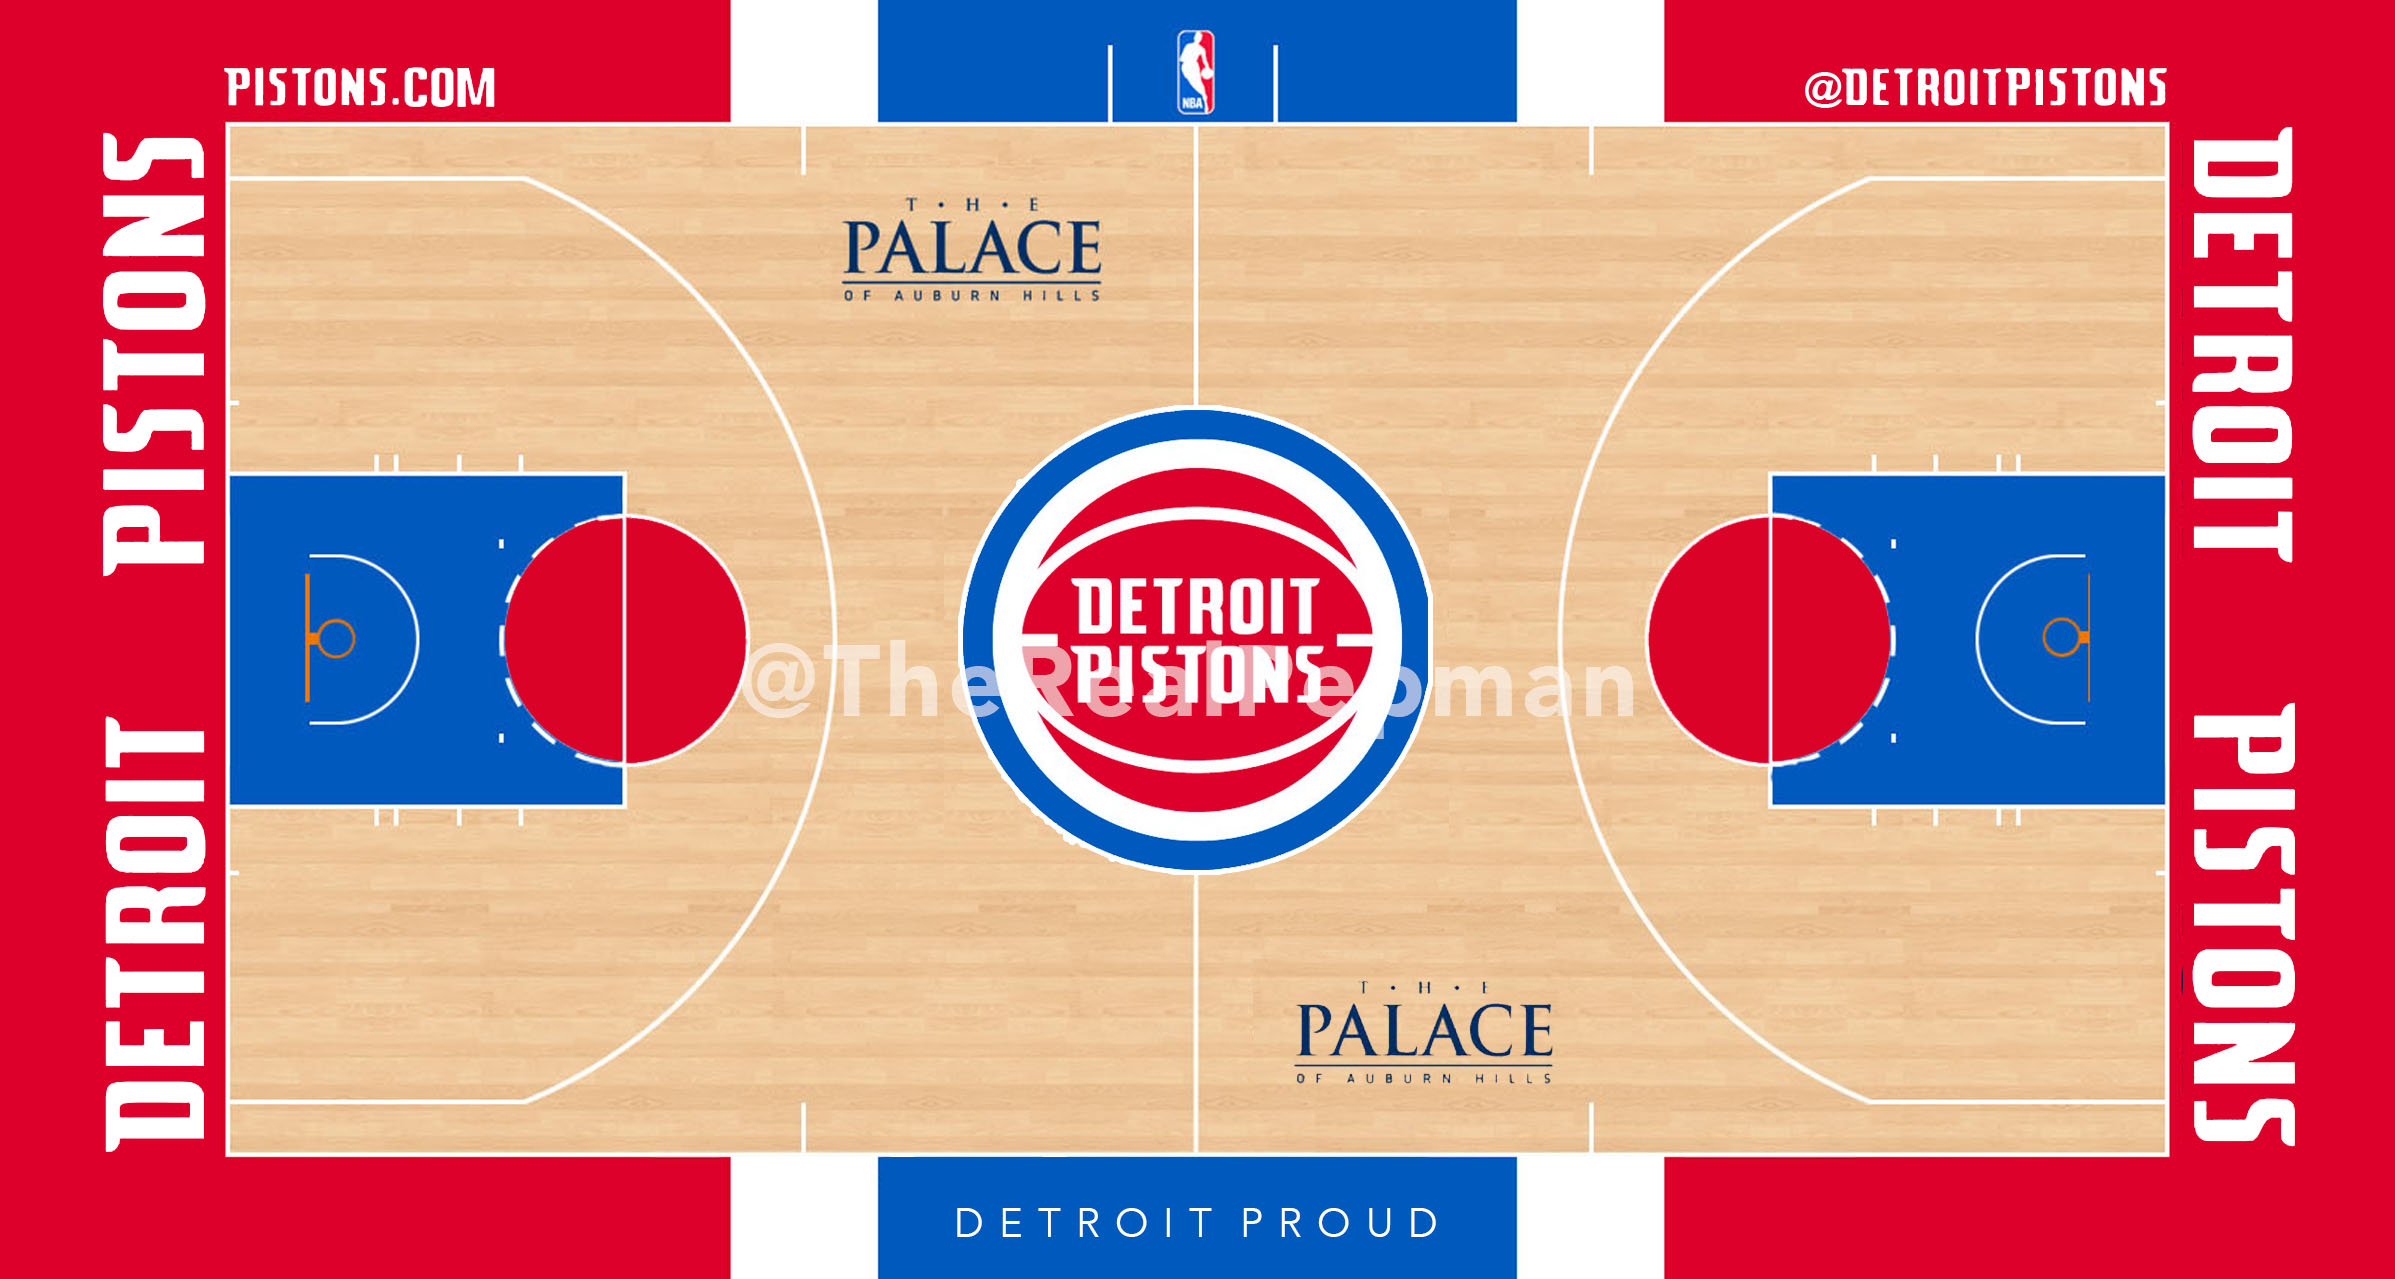 NBA
PISTONS.COM
@DETROITPISTONS
T • H • E
PALACE
OF AUBURN HILLS
DETROIT PISTONS
DETROIT PISTONS
DETROIT
PISTONS
@TheRealPepman
T • H • E
PALACE
OF AUBURN HILLS
DETROIT PROUD